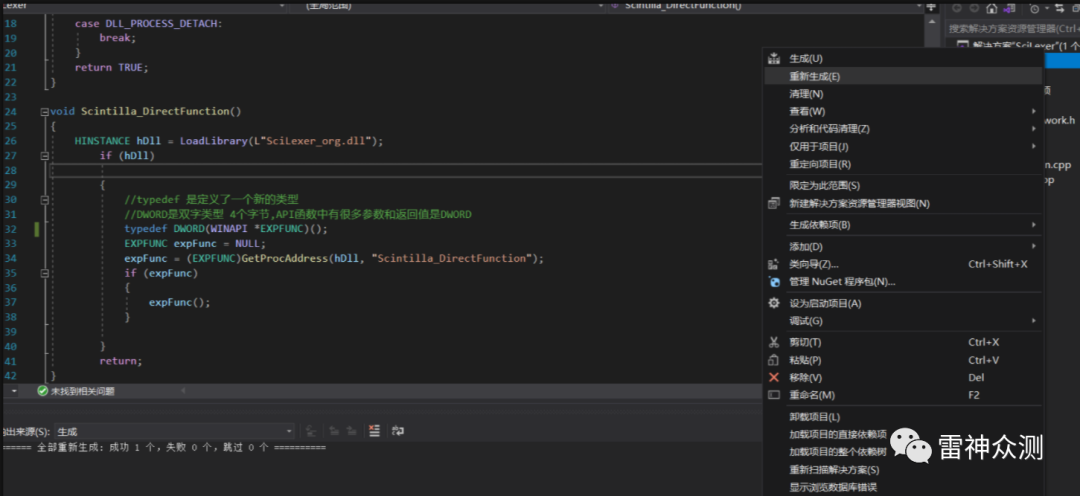 .exer
(全局范围)
Scintilla_DirectFunction()
18 case DLL_PROCESS_DETACH:
19 break;
20 }
21 return TRUE;
22 }
23
24 void Scintilla_DirectFunction()
25 {
26 HINSTANCE hDll = LoadLibrary(L"SciLexer_org.dll");
27 if (hDll)
28
29 {
30 //typedef 是定义了一个新的类型
31 //DWORD是双字类型 4个字节,API函数中有很多参数和返回值是DWORD
32 typedef DWORD(WINAPI *EXPFUNC)();
33 EXPFUNC expFunc = NULL;
34 expFunc = (EXPFUNC)GetProcAddress(hDll, "Scintilla_DirectFunction");
35 if (expFunc)
36 {
37 expFunc();
38 }
39
40 }
41 return;
42 }
未找到相关问题
出来源(S): 生成
====== 全部重新生成: 成功 1 个，失败 0 个，跳过 0 个 ==========
搜索解决方案资源管理器(Ctrl+
解决方案"SciLexer"(1 个
work.h
n.cpp
pp
生成(U)
重新生成(E)
清理(N)
查看(W)
分析和代码清理(Z)
仅用于项目(J)
重定向项目(R)
限定为此范围(S)
新建解决方案资源管理器视图(N)
生成依赖项(B)
添加(D)
类向导(Z)... Ctrl+Shift+X
管理 NuGet 程序包(N)...
设为启动项目(A)
调试(G)
剪切(T) Ctrl+X
粘贴(P) Ctrl+V
移除(V) Del
重命名(M) F2
卸载项目(L)
加载项目的直接依赖项
加载项目的整个依赖树
重新扫描解决方案(S)
显示浏览数据库错误
雷神众测